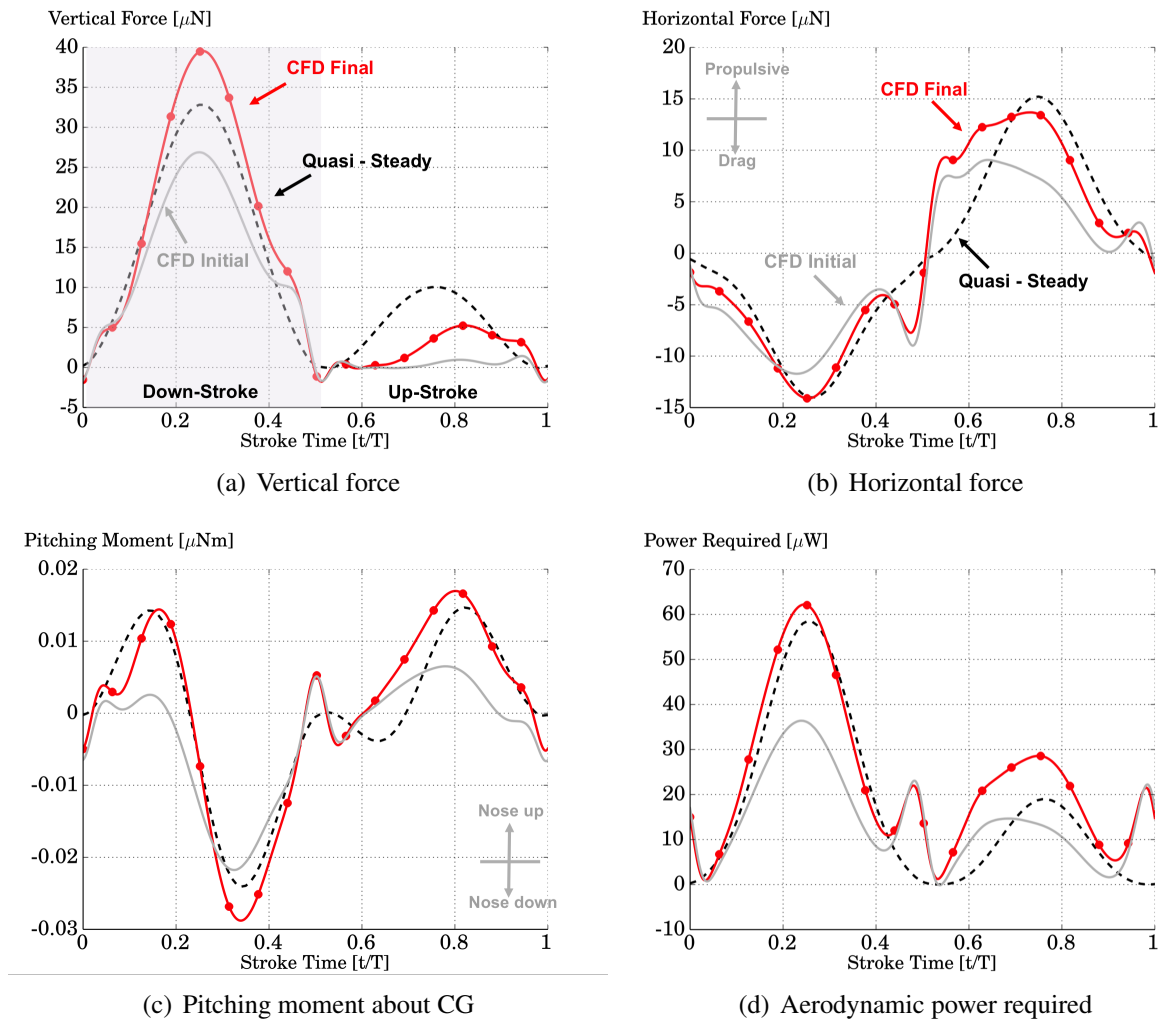 Vertical Force [μN]
40
35
30
25
20
15
10
5
0
-5
CFD Final
Quasi - Steady
CFD Initial
Down-Stroke
Up-Stroke
0 0.2 0.4 0.6 0.8 1
Stroke Time [t/T]
(a) Vertical force
Horizontal Force [μN]
20
15
10
5
0
-5
-10
-15
Propulsive
Drag
CFD Final
CFD Initial
Quasi - Steady
0 0.2 0.4 0.6 0.8 1
Stroke Time [t/T]
(b) Horizontal force
Pitching Moment [μNm]
0.02
0.01
0
-0.01
-0.02
-0.03
Nose up
Nose down
0 0.2 0.4 0.6 0.8 1
Stroke Time [t/T]
(c) Pitching moment about CG
Power Required [μW]
70
60
50
40
30
20
10
0
-10
0 0.2 0.4 0.6 0.8 1
Stroke Time [t/T]
(d) Aerodynamic power required